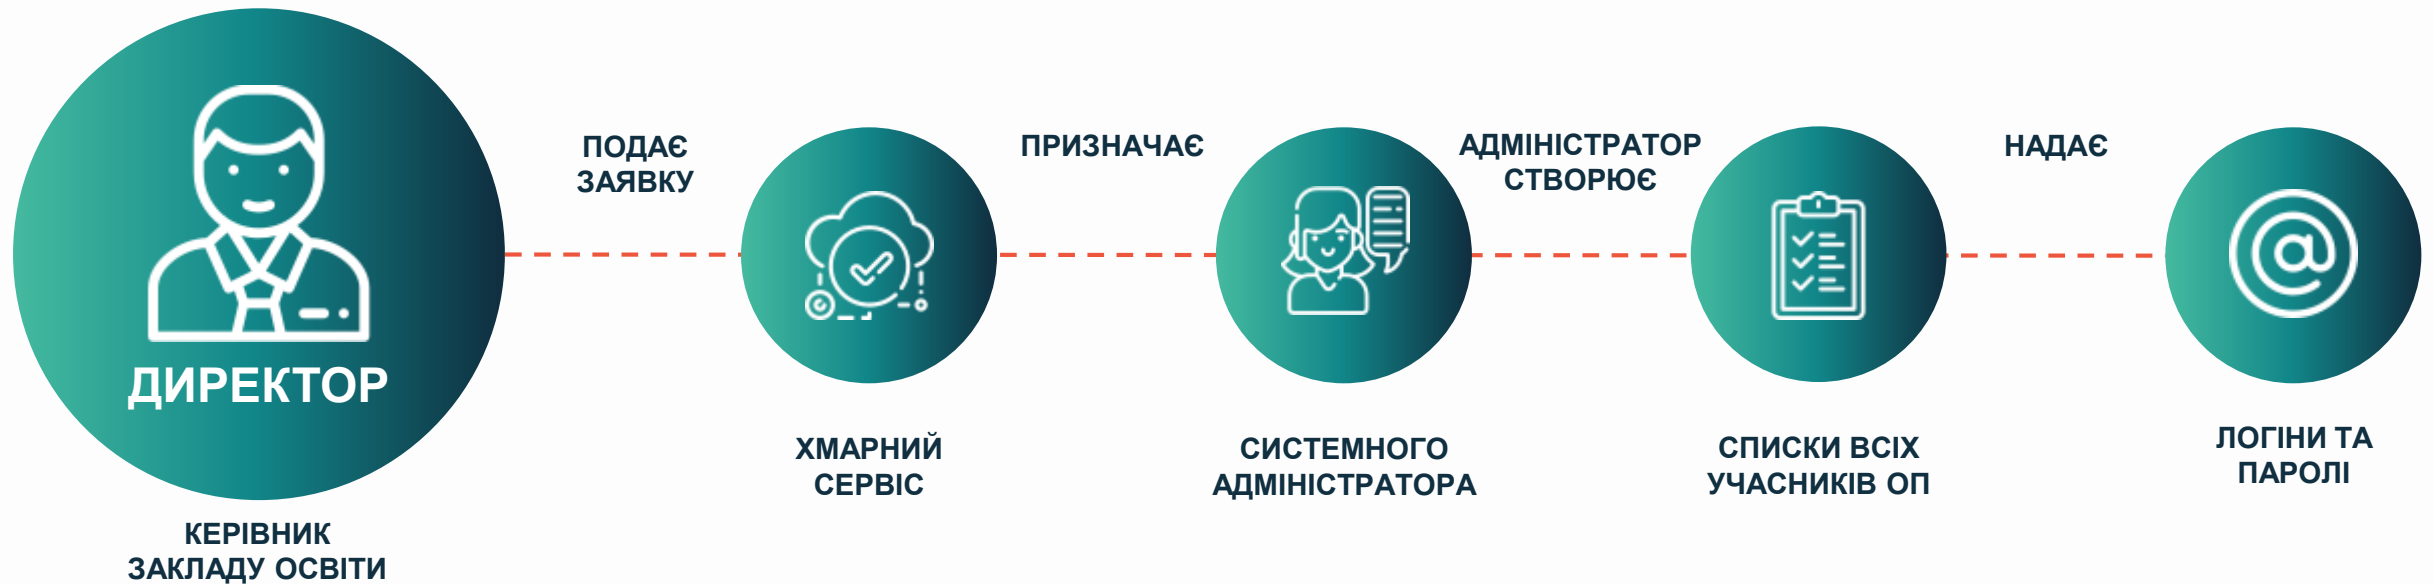 ДИРЕКТОР
КЕРІВНИК
ЗАКЛАДУ ОСВІТИ
ПОДАЄ
ЗАЯВКУ
ХМАРНИЙ
СЕРВІС
ПРИЗНАЧАЄ
СИСТЕМНОГО
АДМІНІСТРАТОРА
АДМІНІСТРАТОР
СТВОРЮЄ
СПИСКИ ВСІХ
УЧАСНИКІВ ОП
НАДАЄ
ЛОГІНИ ТА
ПАРОЛІ